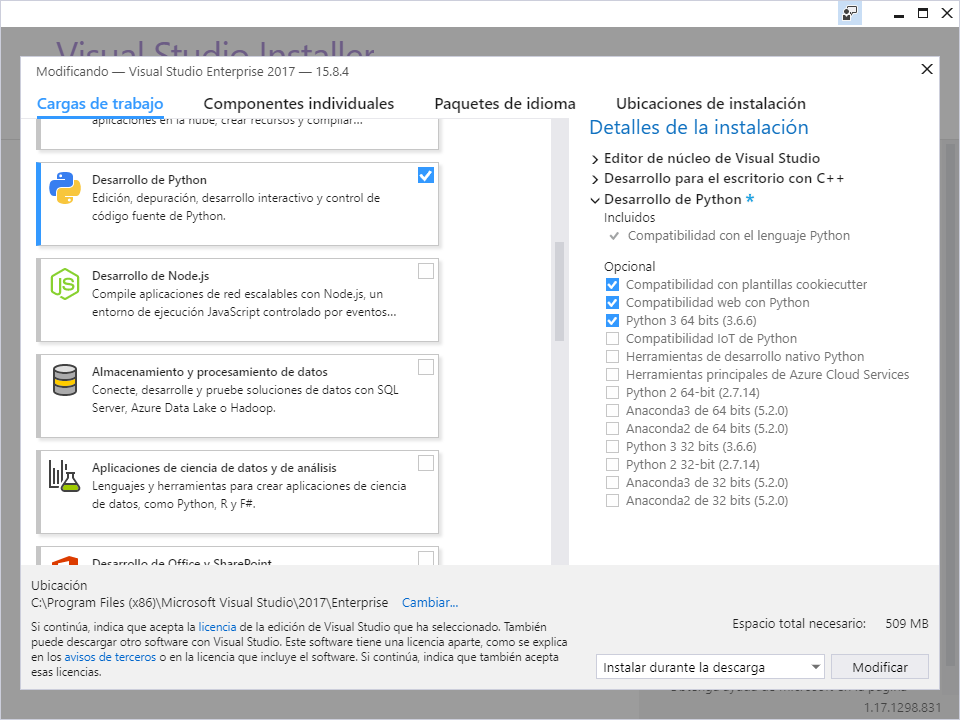 Visual Studio Installer
Modificando — Visual Studio Enterprise 2017 — 15.8.4
Cargas de trabajo
Componentes individuales
Paquetes de idioma
Ubicaciones de instalación
aplicaciones en la nube, crear recursos y compilar...
Desarrollo de Python
Edición, depuración, desarrollo interactivo y control de
código fuente de Python.
Desarrollo de Node.js
Compile aplicaciones de red escalables con Node.js, un
entorno de ejecución JavaScript controlado por eventos...
Almacenamiento y procesamiento de datos
Conecte, desarrolle y pruebe soluciones de datos con SQL
Server, Azure Data Lake o Hadoop.
Aplicaciones de ciencia de datos y de análisis
Lenguajes y herramientas para crear aplicaciones de ciencia
de datos, como Python, R y F#.
Desarrollo de Office y SharePoint
Detalles de la instalación
Editor de núcleo de Visual Studio
Desarrollo para el escritorio con C++
Desarrollo de Python *
Incluidos
Compatibilidad con el lenguaje Python
Opcional
Compatibilidad con plantillas cookiecutter
Compatibilidad web con Python
Python 3 64 bits (3.6.6)
Compatibilidad IoT de Python
Herramientas de desarrollo nativo Python
Herramientas principales de Azure Cloud Services
Python 2 64-bit (2.7.14)
Anaconda3 de 64 bits (5.2.0)
Anaconda2 de 64 bits (5.2.0)
Python 3 32 bits (3.6.6)
Python 2 32-bit (2.7.14)
Anaconda3 de 32 bits (5.2.0)
Anaconda2 de 32 bits (5.2.0)
Ubicación
C:\Program Files (x86)\Microsoft Visual Studio\2017\Enterprise Cambiar...
Si continúa, indica que acepta la licencia de la edición de Visual Studio que ha seleccionado. También
puede descargar otro software con Visual Studio. Este software tiene una licencia aparte, como se explica
en los avisos de terceros o en la licencia que incluye el software. Si continúa, indica que también acepta
esas licencias.
Espacio total necesario: 509 MB
Instalar durante la descarga
Modificar
Obtenga ayuda de Microsoft en la página
1.17.1298.831